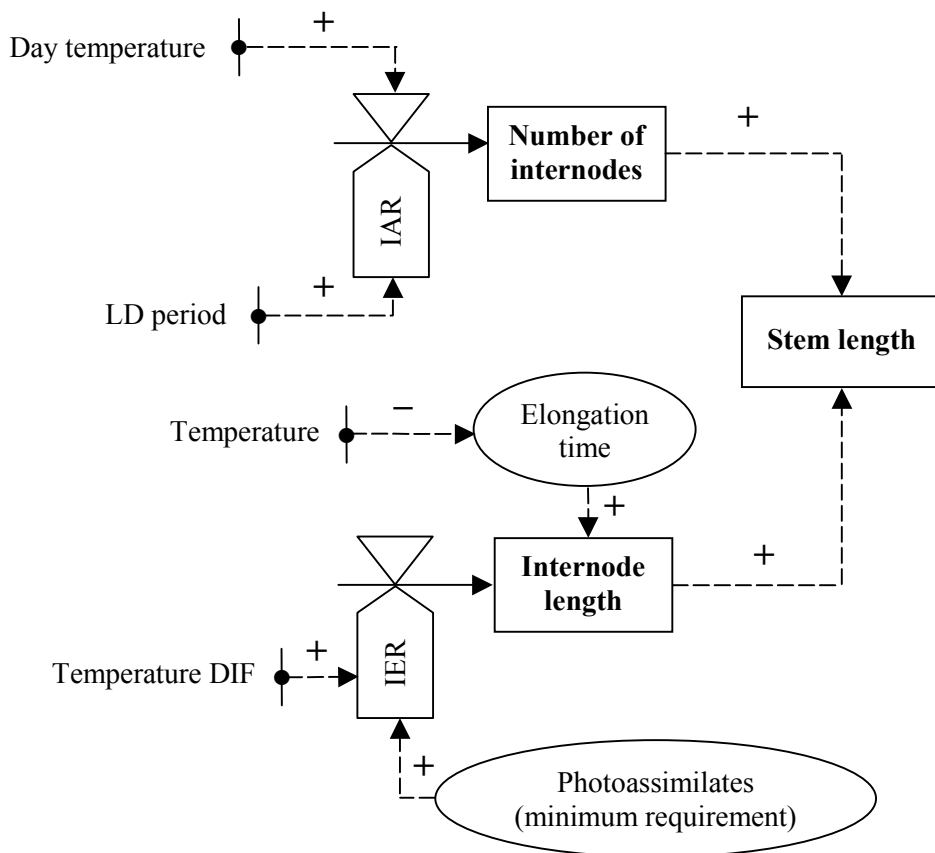 +
Day temperature
Number of
internodes
+
IAR
+
LD period
Stem length
−
Temperature
Elongation
time
+
Internode
length
+
+
Temperature DIF
IER
+
Photoassimilates
(minimum requirement)